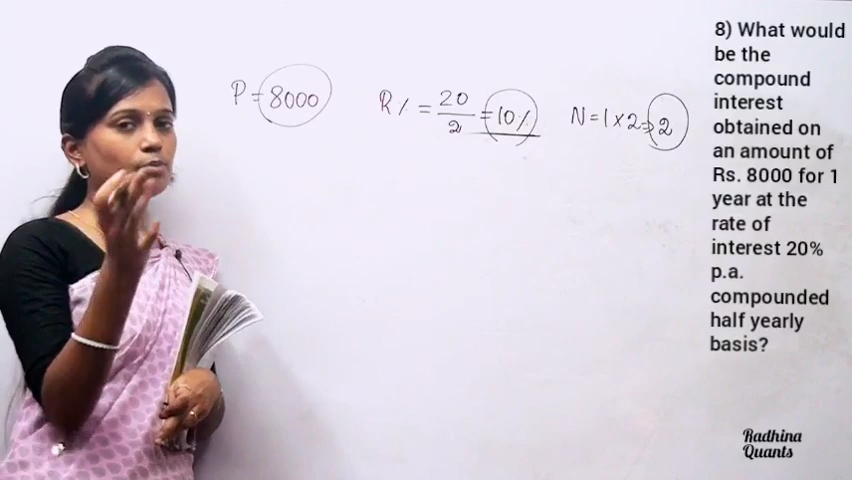 P = 8000
R% = 20/2 = 10%
N = 1 × 2 ⇒ 2
8) What would
be the
compound
interest
obtained on
an amount of
Rs. 8000 for 1
year at the
rate of
interest 20%
p.a.
compounded
half yearly
basis?
Radhina
Quants